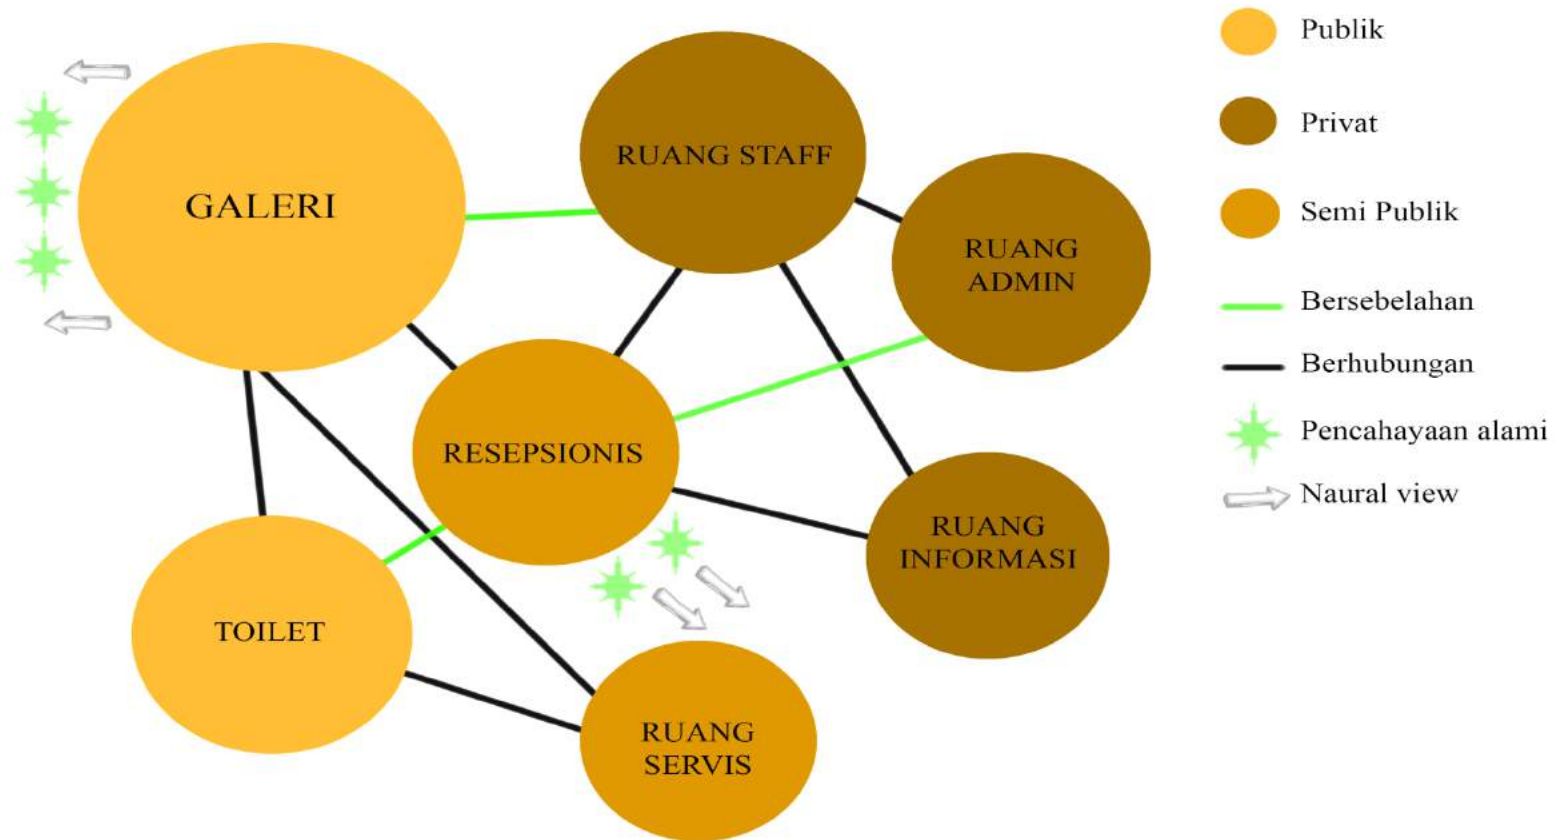 GALERI
RUANG STAFF
RUANG
ADMIN
RESEPSIONIS
RUANG
INFORMASI
TOILET
RUANG
SERVIS
Publik
Privat
Semi Publik
Bersebelahan
Berhubungan
Pencahayaan alami
Naural view